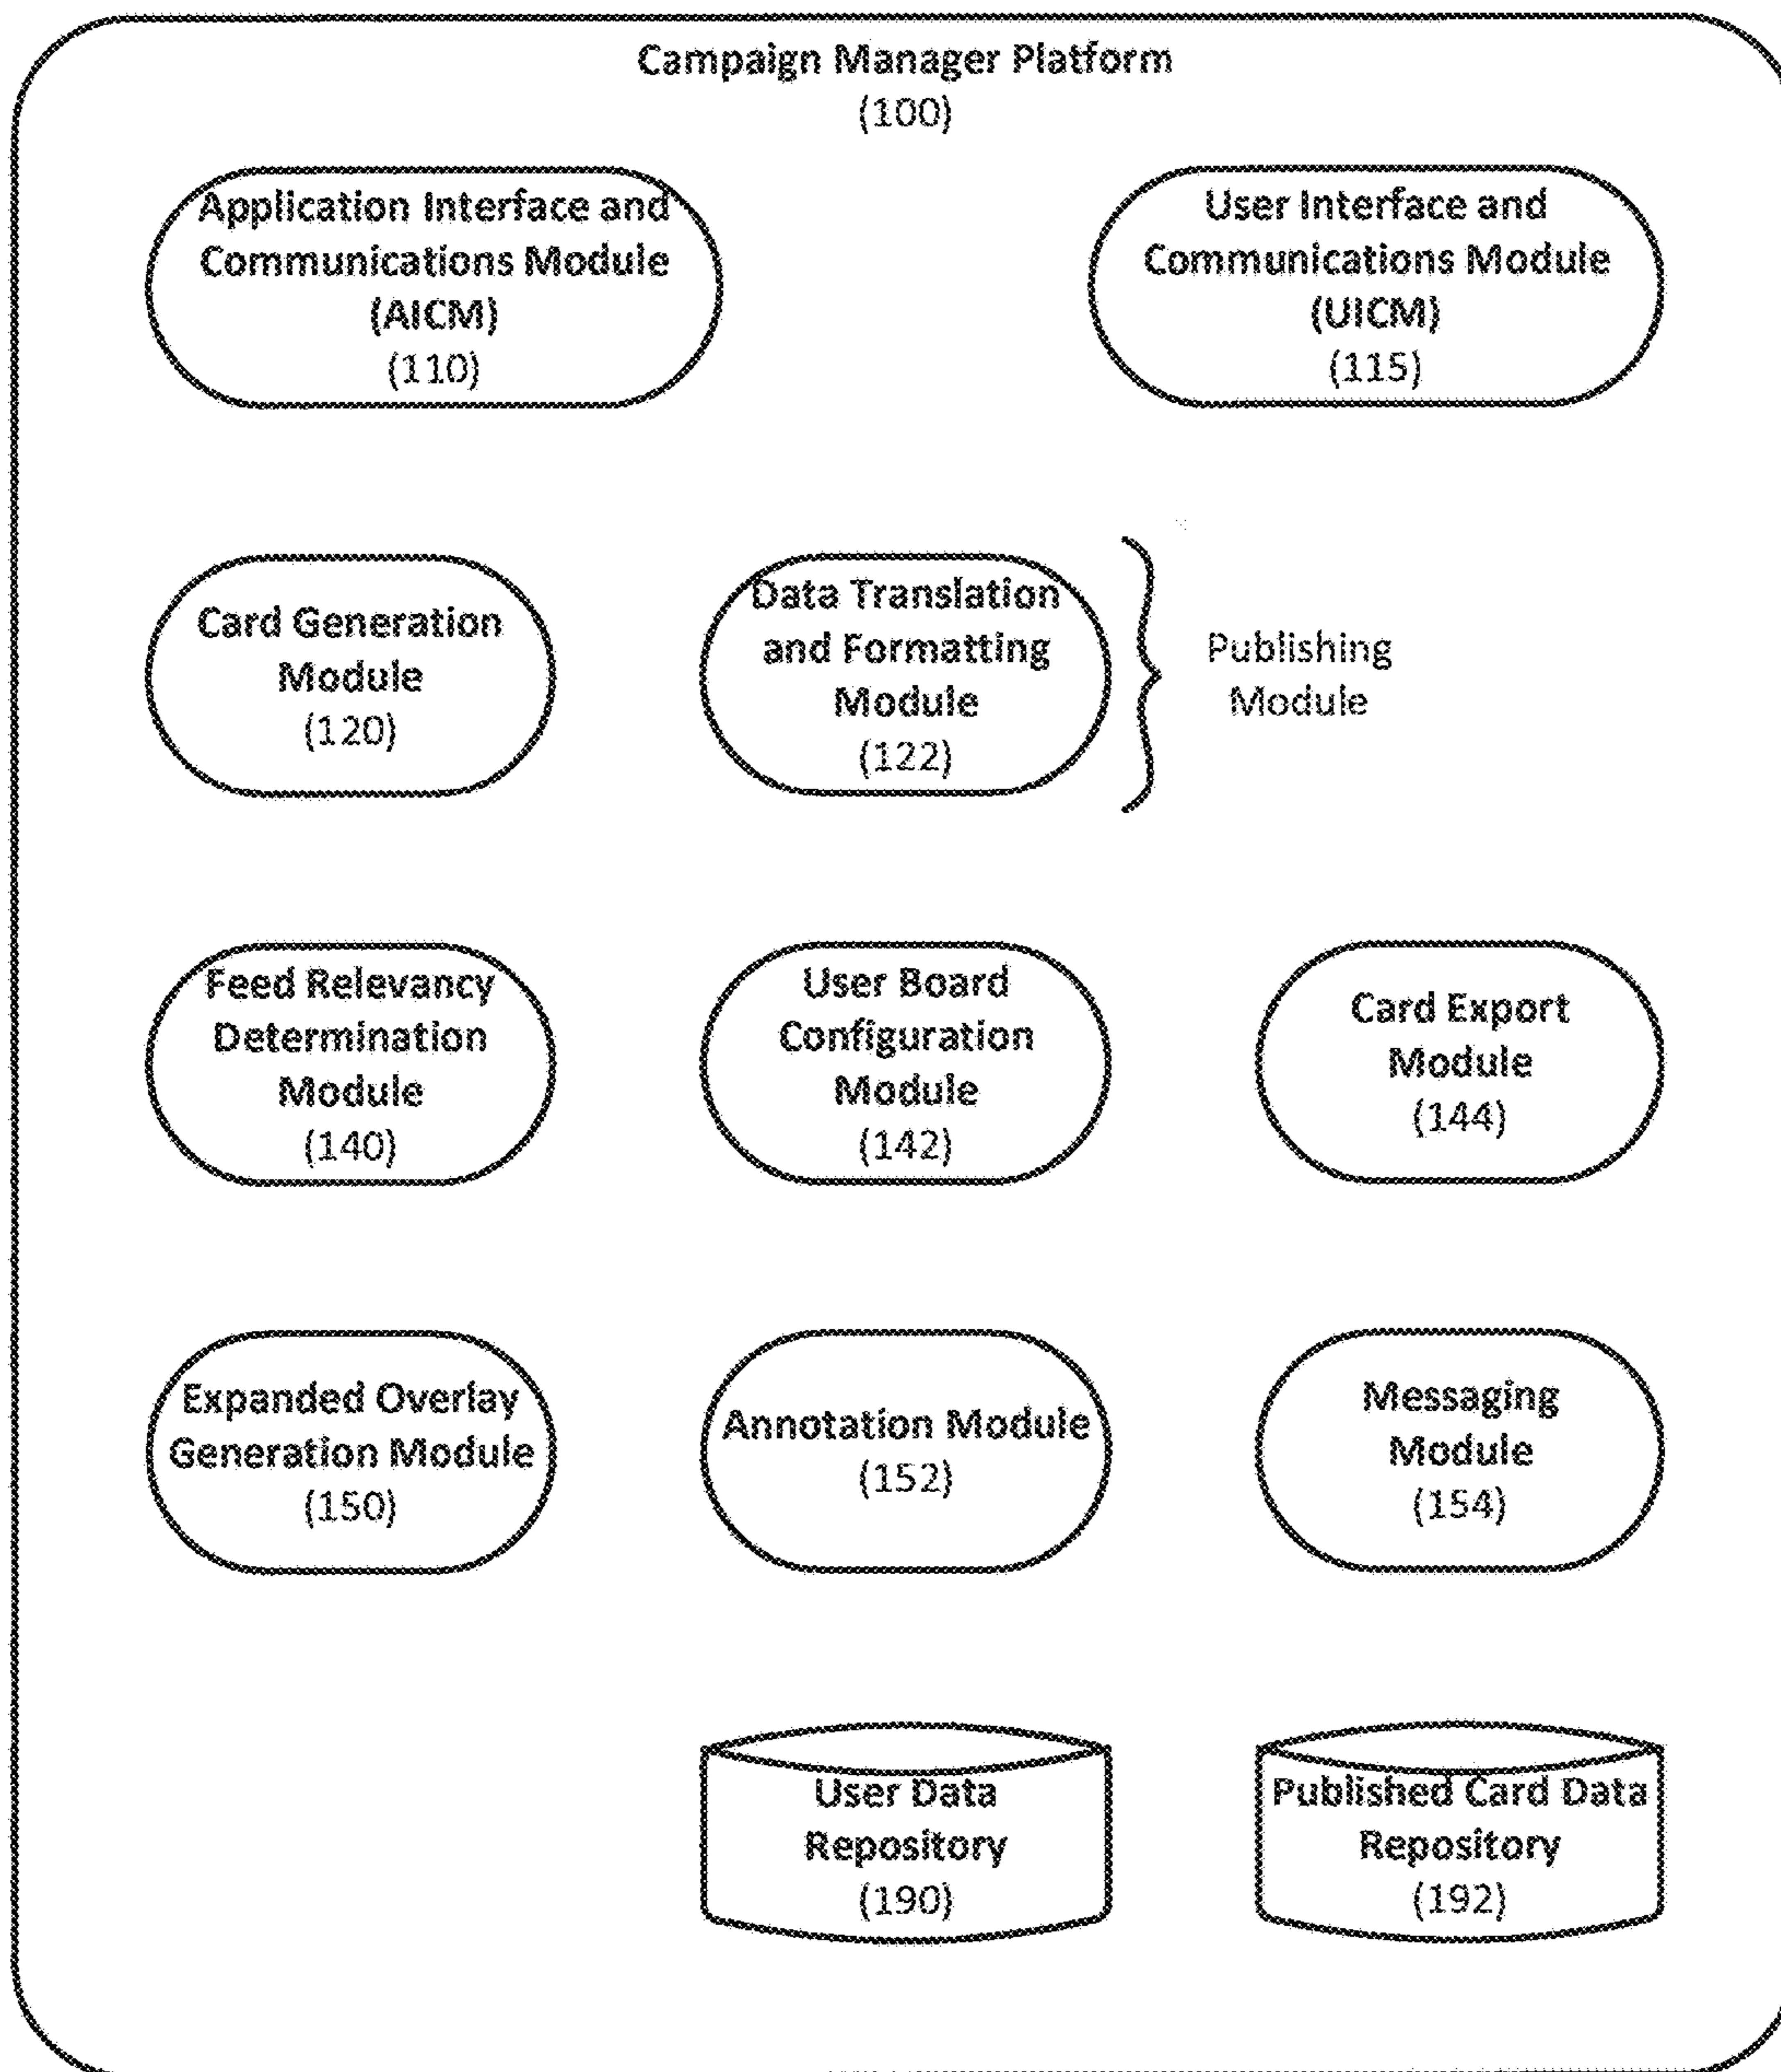 Campaign Manager Platform
(100)
Application Interface and
Communications Module
(AICM)
(110)
User Interface and
Communications Module
(UICM)
(115)
Card Generation
Module
(120)
Data Translation
and Formatting
Module
(122)
Publishing
Module
Feed Relevancy
Determination
Module
(140)
User Board
Configuration
Module
(142)
Card Export
Module
(144)
Expanded Overlay
Generation Module
(150)
Annotation Module
(152)
Messaging
Module
(154)
User Data
Repository
(190)
Published Card Data
Repository
(192)